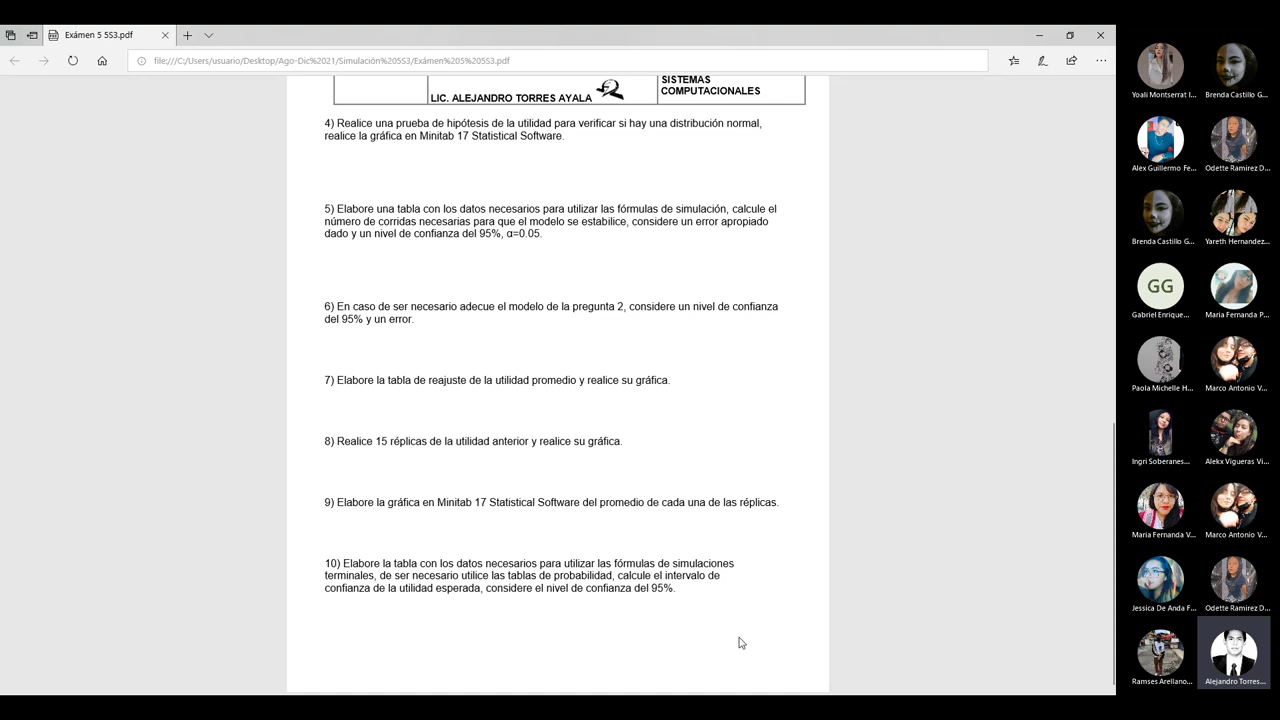 Exámen 5 5S3.pdf
file:///C:/Users/usuario/Desktop/Ago-Dic%2021/Simulación%205S3/Exámen%205%205S3.pdf
LIC. ALEJANDRO TORRES AYALA
SISTEMAS
COMPUTACIONALES
4) Realice una prueba de hipótesis de la utilidad para verificar si hay una distribución normal,
realice la gráfica en Minitab 17 Statistical Software.
5) Elabore una tabla con los datos necesarios para utilizar las fórmulas de simulación, calcule el
número de corridas necesarias para que el modelo se estabilice, considere un error apropiado
dado y un nivel de confianza del 95%, α=0.05.
6) En caso de ser necesario adecue el modelo de la pregunta 2, considere un nivel de confianza
del 95% y un error.
7) Elabore la tabla de reajuste de la utilidad promedio y realice su gráfica.
8) Realice 15 réplicas de la utilidad anterior y realice su gráfica.
9) Elabore la gráfica en Minitab 17 Statistical Software del promedio de cada una de las réplicas.
10) Elabore la tabla con los datos necesarios para utilizar las fórmulas de simulaciones
terminales, de ser necesario utilice las tablas de probabilidad, calcule el intervalo de
confianza de la utilidad esperada, considere el nivel de confianza del 95%.
Yoali Montserrat I...
Brenda Castillo G...
Alex Guillermo Fe...
Odette Ramirez D...
Brenda Castillo G...
Yareth Hernandez...
GG
Gabriel Enrique...
Maria Fernanda P...
Paola Michelle H...
Marco Antonio V...
Ingri Soberanes...
Alekx Vigueras Vi...
Maria Fernanda V...
Marco Antonio V...
Jessica De Anda F...
Odette Ramirez D...
Ramses Arellano...
Alejandro Torres...